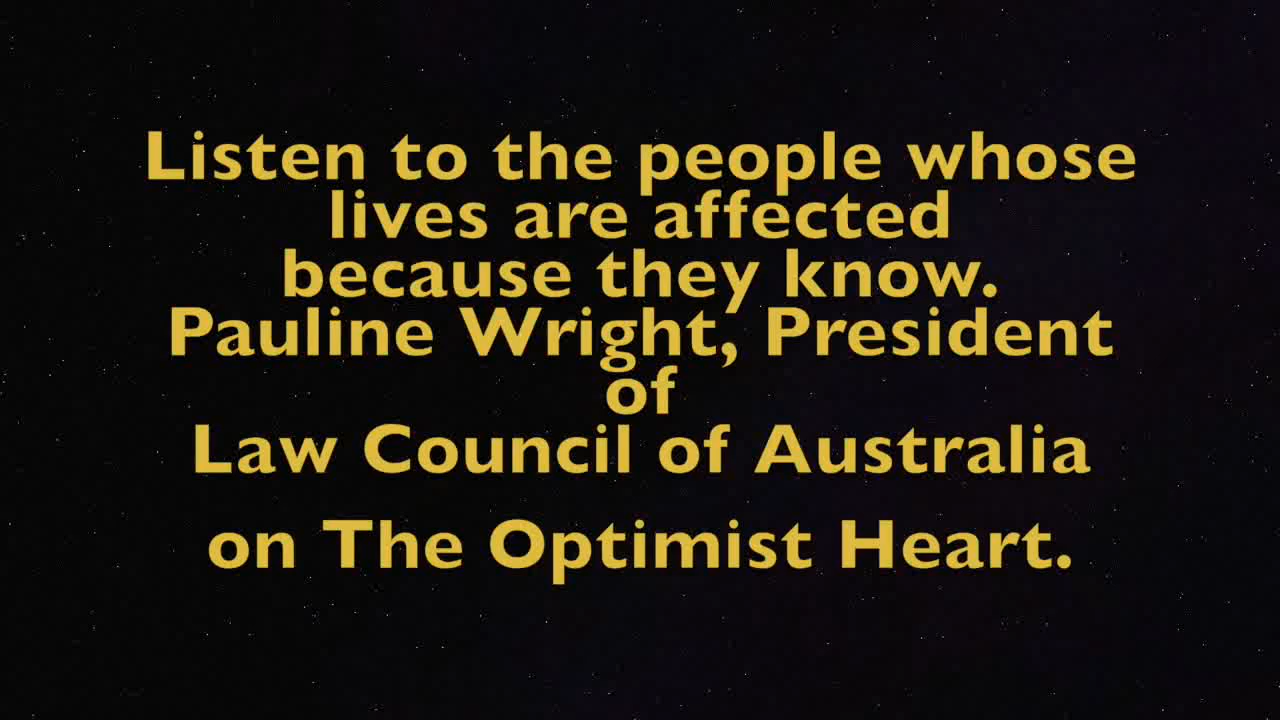 Listen to the people whose
lives are affected
because they know.
Pauline Wright, President
of
Law Council of Australia
on The Optimist Heart.